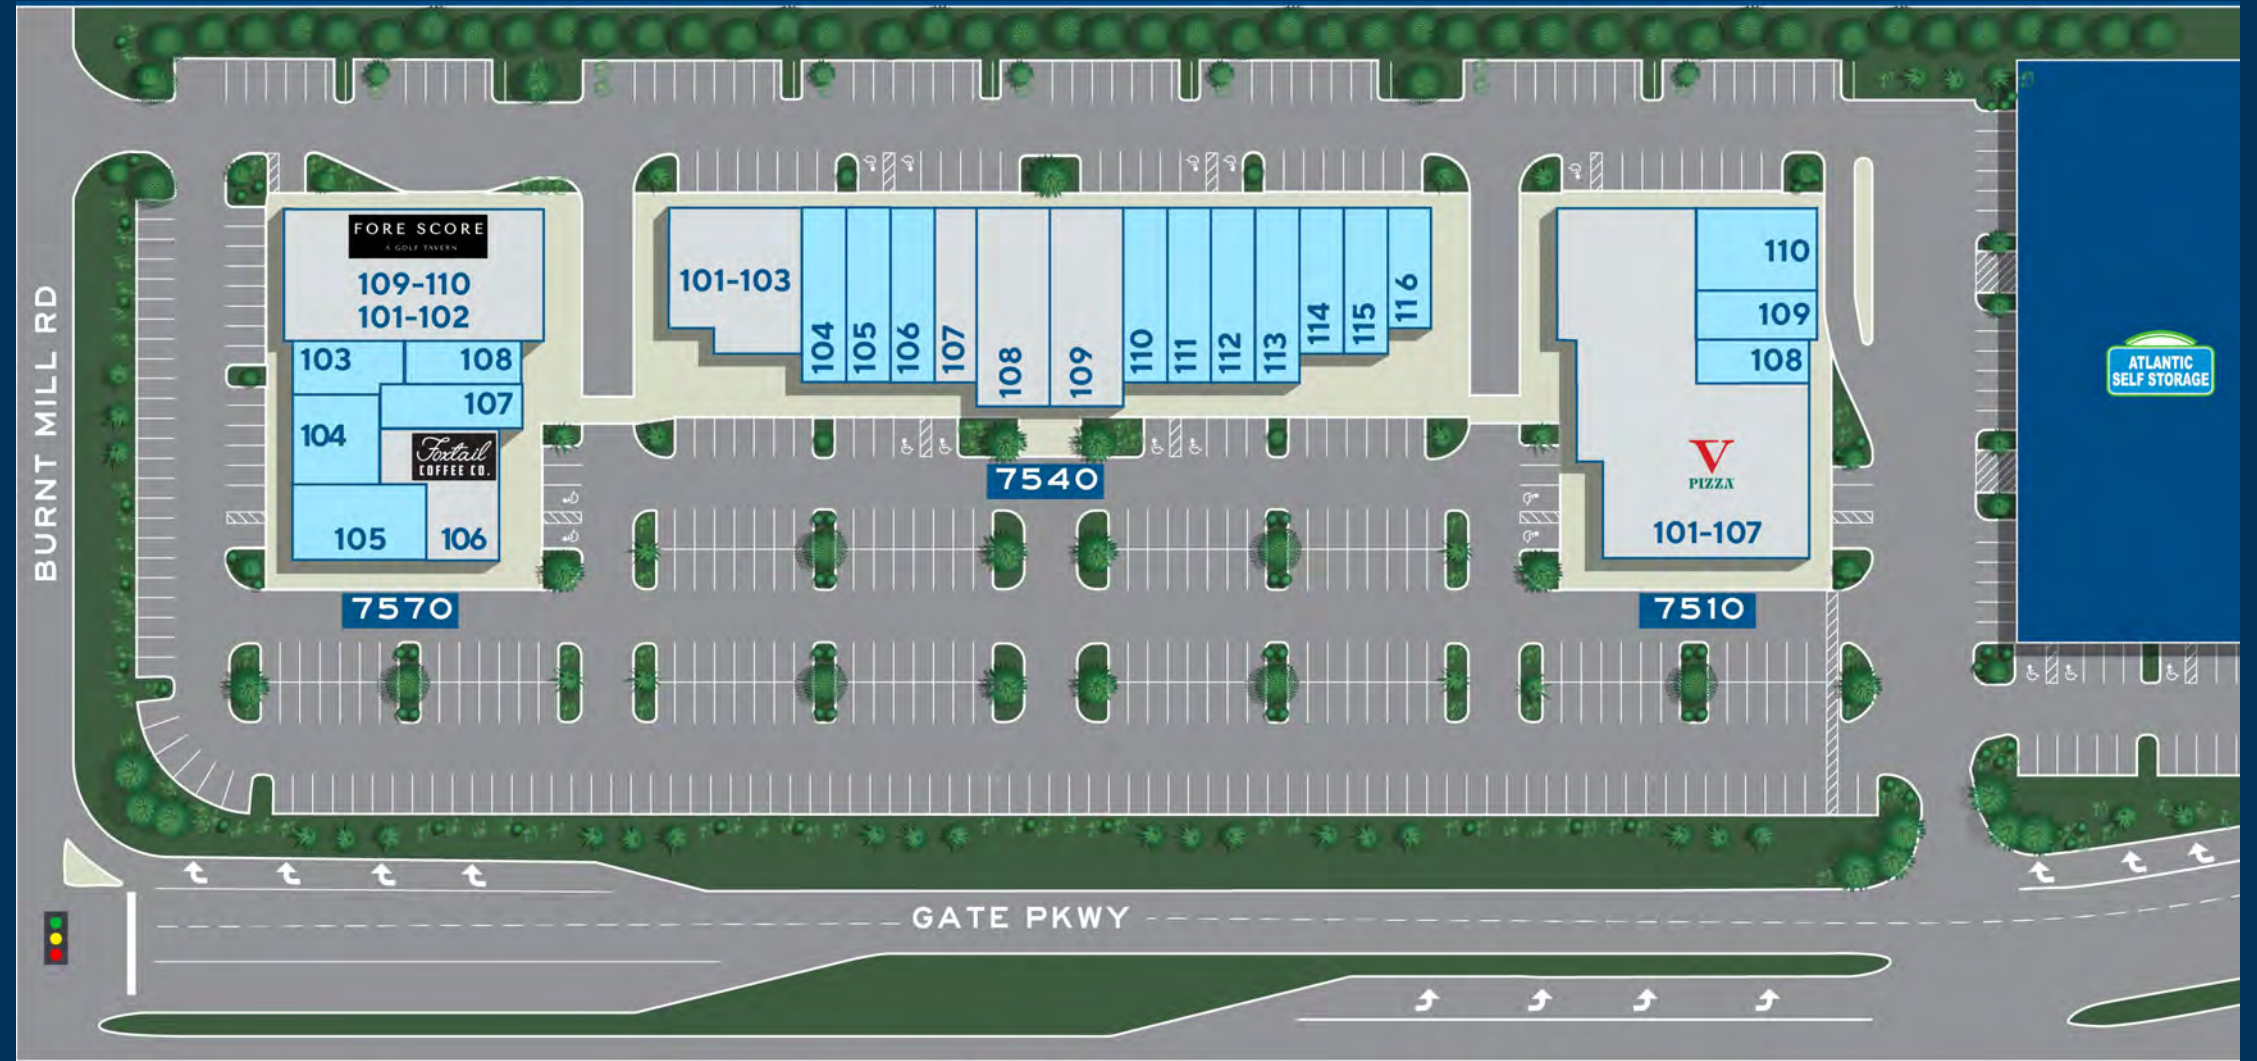 BURNT MILL RD
FORE SCORE
A GOLF TAVERN
109-110
101-102
103
108
107
104
Foxtail
COFFEE CO.
105
106
7570
101-103
104
105
106
107
108
109
110
111
112
113
114
115
116
7540
110
109
108
V
PIZZA
101-107
7510
ATLANTIC
SELF STORAGE
GATE PKWY